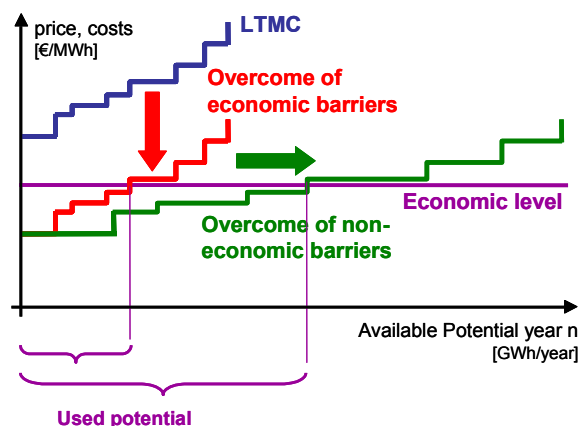 price, costs
[€/MWh]
LTMC
Overcome of
economic barriers
Economic level
Overcome of non-
economic barriers
Available Potential year n
[GWh/year]
Used potential